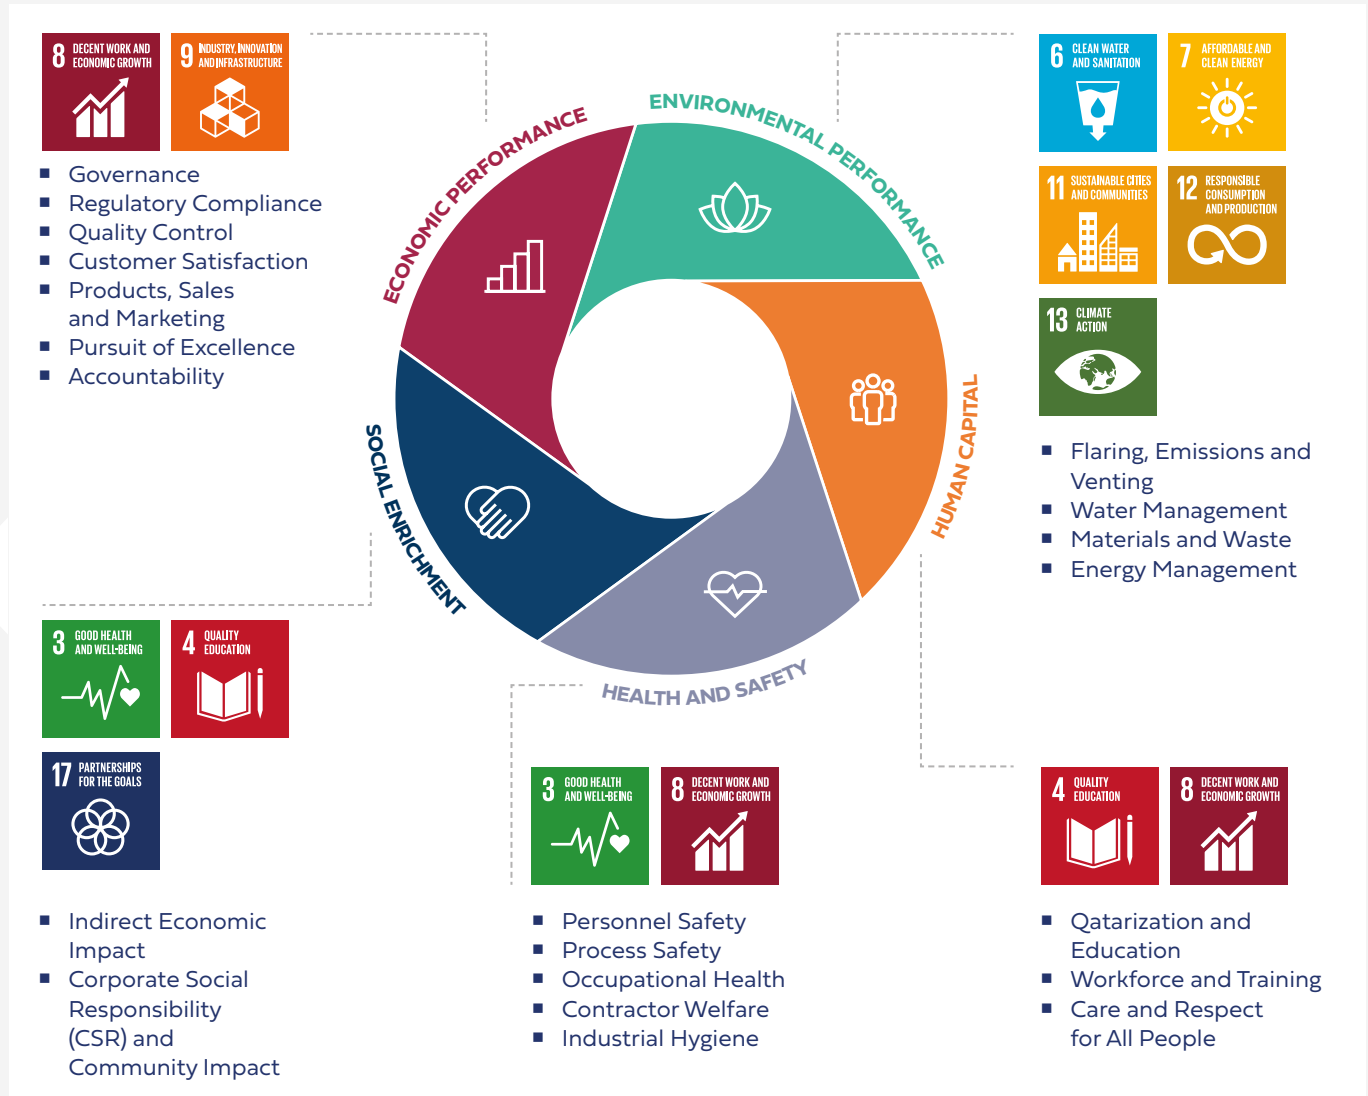 8 DECENT WORK AND
ECONOMIC GROWTH
9 INDUSTRY, INNOVATION
AND INFRASTRUCTURE
Governance
Regulatory Compliance
Quality Control
Customer Satisfaction
Products, Sales
and Marketing
Pursuit of Excellence
Accountability
ECONOMIC PERFORMANCE
ENVIRONMENTAL PERFORMANCE
HUMAN CAPITAL
HEALTH AND SAFETY
SOCIAL ENRICHMENT
6 CLEAN WATER
AND SANITATION
7 AFFORDABLE AND
CLEAN ENERGY
11 SUSTAINABLE CITIES
AND COMMUNITIES
12 RESPONSIBLE
CONSUMPTION
AND PRODUCTION
13 CLIMATE
ACTION
Flaring, Emissions and
Venting
Water Management
Materials and Waste
Energy Management
3 GOOD HEALTH
AND WELL-BEING
4 QUALITY
EDUCATION
17 PARTNERSHIPS
FOR THE GOALS
Indirect Economic
Impact
Corporate Social
Responsibility
(CSR) and
Community Impact
3 GOOD HEALTH
AND WELL-BEING
8 DECENT WORK AND
ECONOMIC GROWTH
Personnel Safety
Process Safety
Occupational Health
Contractor Welfare
Industrial Hygiene
4 QUALITY
EDUCATION
8 DECENT WORK AND
ECONOMIC GROWTH
Qatarization and
Education
Workforce and Training
Care and Respect
for All People